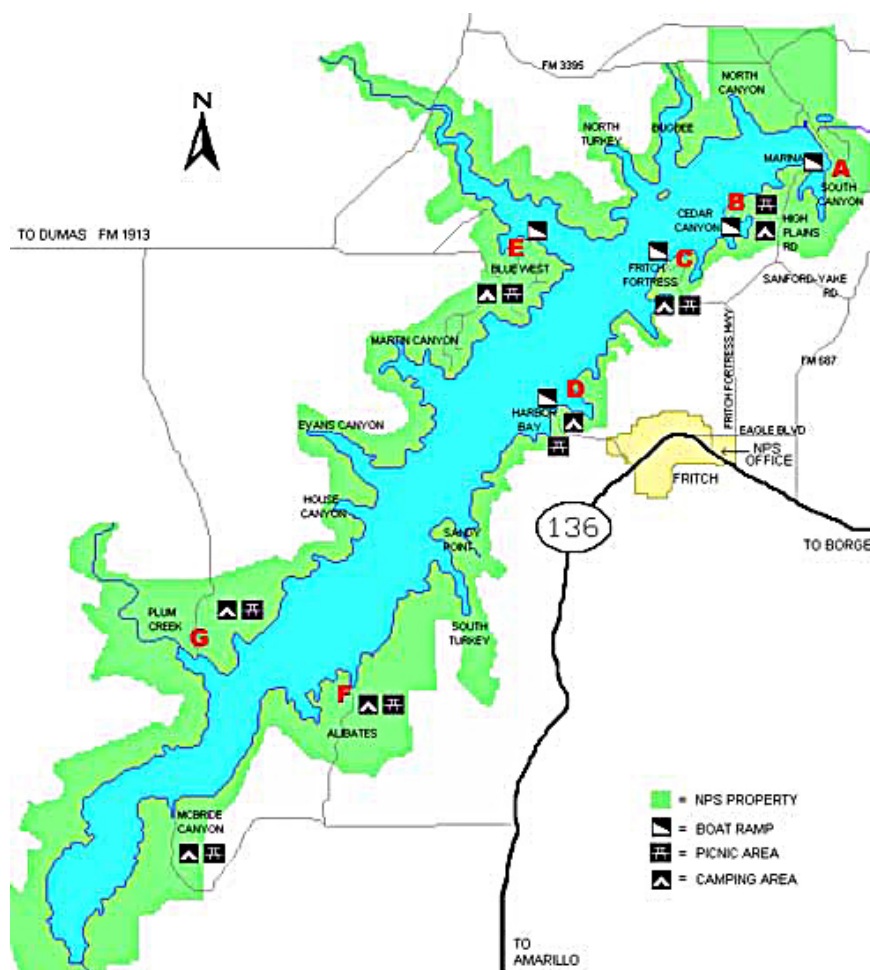 FM 3395
NORTH
CANYON
N
NORTH
TURKEY
BUGBEE
MARINA
A
SOUTH
CANYON
B
CEDAR
CANYON
HIGH
PLAINS
RD
TO DUMAS FM 1913
E
BLUE WEST
C
FRITCH
FORTRESS
SANFORD-YAKE
RD
MARTIN CANYON
FRITCH FORTRESS HWY
FM 687
D
HARBOR
BAY
EVANS CANYON
EAGLE BLVD
NPS
OFFICE
FRITCH
HOUSE
CANYON
136
SANDY
POINT
TO BORGE
PLUM
CREEK
G
SOUTH
TURKEY
F
ALIBATES
MCBRIDE
CANYON
= NPS PROPERTY
= BOAT RAMP
= PICNIC AREA
= CAMPING AREA
TO
AMARILLO